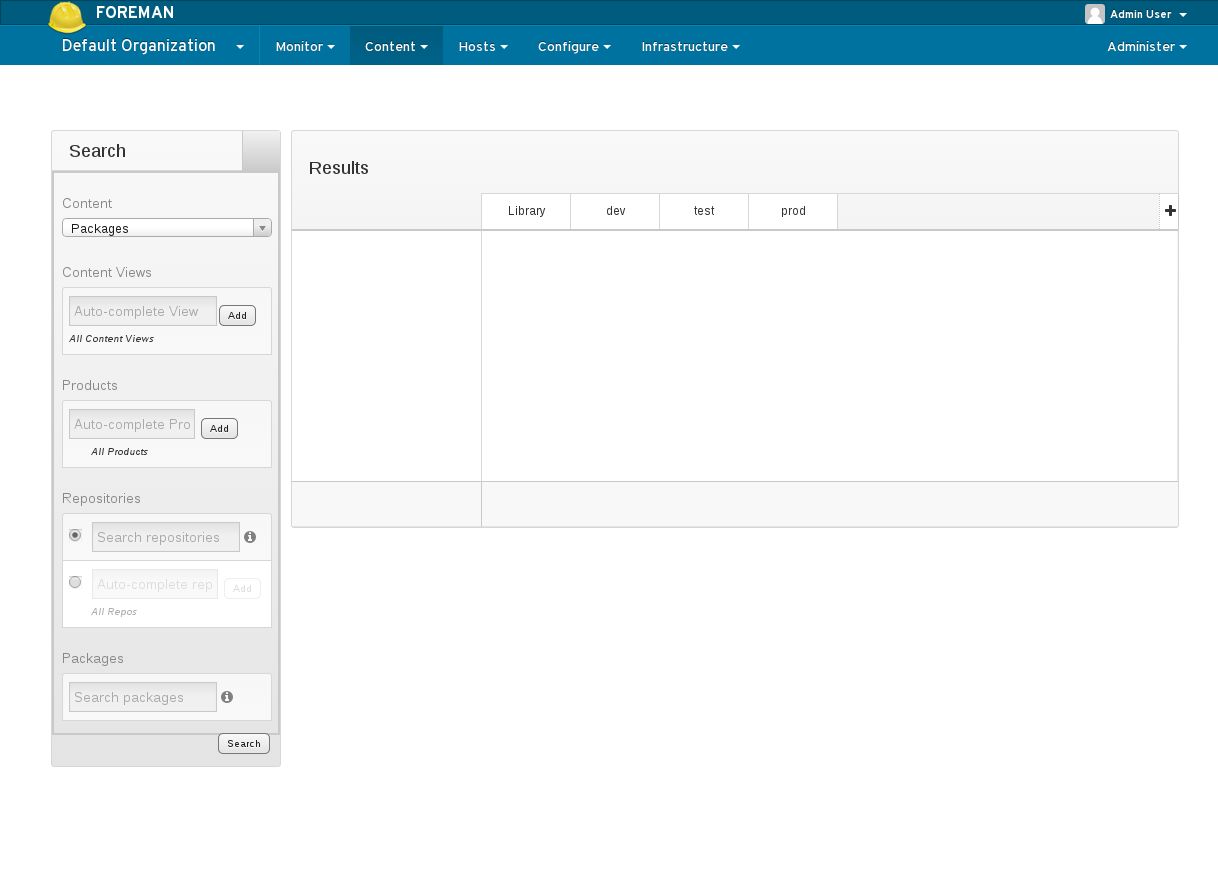 FOREMAN
Admin User
Default Organization
Monitor
Content
Hosts
Configure
Infrastructure
Administer
Search
Content
Packages
Content Views
Auto-complete View
Add
All Content Views
Products
Auto-complete Pro
Add
All Products
Repositories
Search repositories
Auto-complete rep
Add
All Repos
Packages
Search packages
Search
Results
Library
dev
test
prod